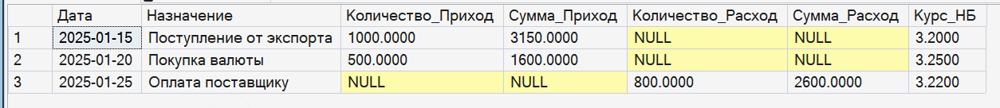 Дата Назначение Количество_Приход Сумма_Приход Количество_Расход Сумма_Расход Курс_НБ
1 2025-01-15 Поступление от экспорта 1000.0000 3150.0000 NULL NULL 3.2000
2 2025-01-20 Покупка валюты 500.0000 1600.0000 NULL NULL 3.2500
3 2025-01-25 Оплата поставщику NULL NULL 800.0000 2600.0000 3.2200